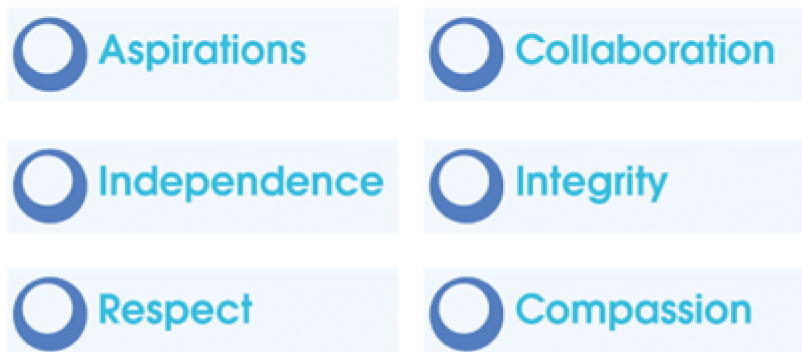 Aspirations
Collaboration
Independence
Integrity
Respect
Compassion